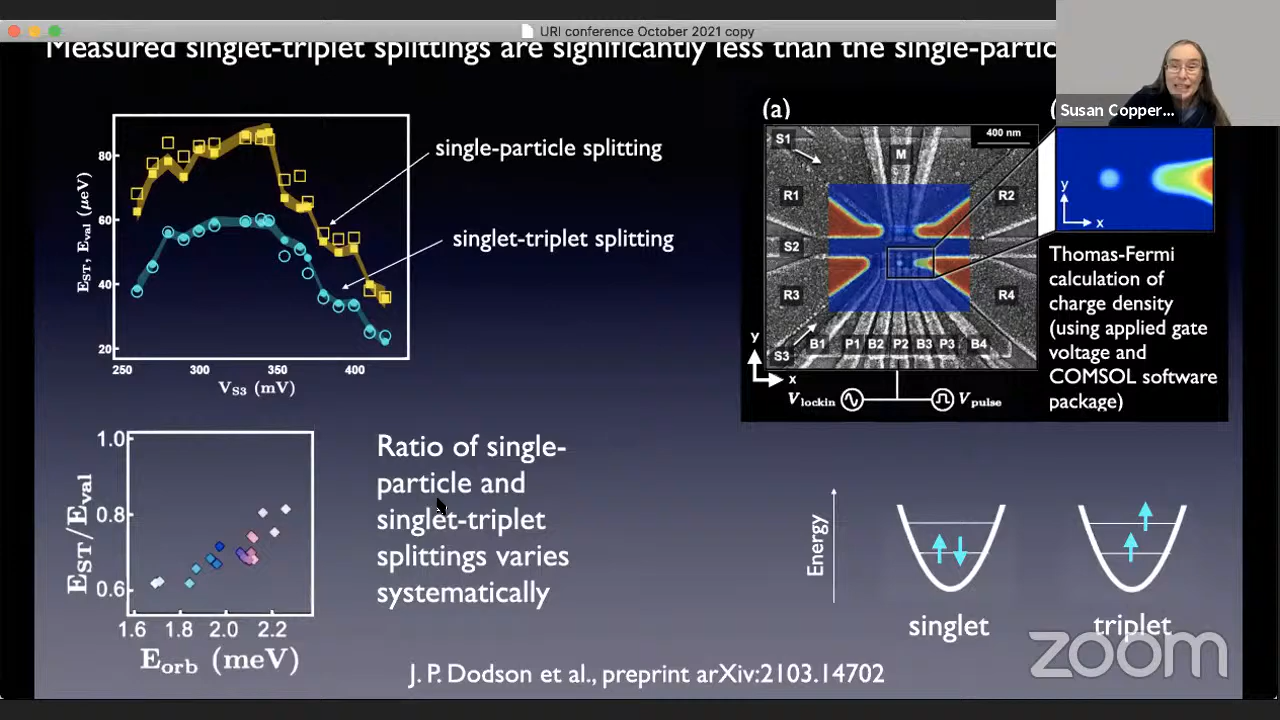 URI conference October 2021 copy
Measured singlet-triplet splittings are significantly less than the single-partic
Susan Copper...
E_ST, E_val (μeV)
80
60
40
20
250
300
350
400
V_S3 (mV)
single-particle splitting
singlet-triplet splitting
(a)
400 nm
S1
M
R1
R2
S2
R3
R4
S3
B1
P1
B2
P2
B3
P3
B4
y
x
V_lockin
V_pulse
y
x
Thomas-Fermi
calculation of
charge density
(using applied gate
voltage and
COMSOL software
package)
E_ST/E_val
1.0
0.8
0.6
1.6
1.8
2.0
2.2
E_orb (meV)
Ratio of single-
particle and
singlet-triplet
splittings varies
systematically
Energy
singlet
triplet
J. P. Dodson et al., preprint arXiv:2103.14702
zoom